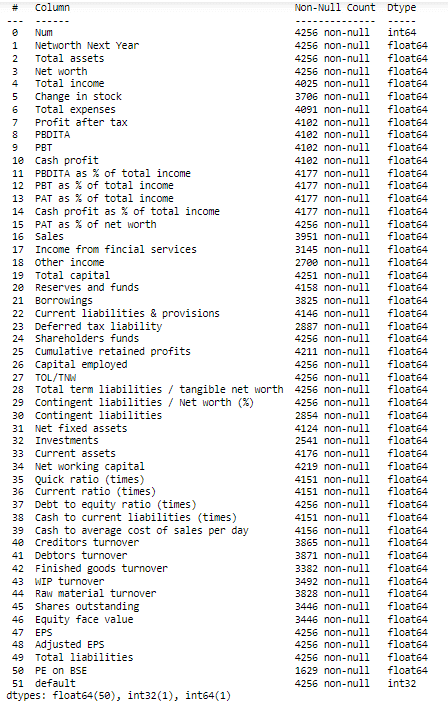 #   Column                                        Non-Null Count  Dtype
---  ------                                       --------------  -----
0   Num                                           4256 non-null   int64
1   Networth Next Year                            4256 non-null   float64
2   Total assets                                  4256 non-null   float64
3   Net worth                                     4256 non-null   float64
4   Total income                                  4025 non-null   float64
5   Change in stock                               3706 non-null   float64
6   Total expenses                                4091 non-null   float64
7   Profit after tax                              4102 non-null   float64
8   PBDITA                                        4102 non-null   float64
9   PBT                                           4102 non-null   float64
10  Cash profit                                   4102 non-null   float64
11  PBDITA as % of total income                   4177 non-null   float64
12  PBT as % of total income                      4177 non-null   float64
13  PAT as % of total income                      4177 non-null   float64
14  Cash profit as % of total income              4177 non-null   float64
15  PAT as % of net worth                         4256 non-null   float64
16  Sales                                         3951 non-null   float64
17  Income from fincial services                  3145 non-null   float64
18  Other income                                  2700 non-null   float64
19  Total capital                                 4251 non-null   float64
20  Reserves and funds                            4158 non-null   float64
21  Borrowings                                    3825 non-null   float64
22  Current liabilities & provisions              4146 non-null   float64
23  Deferred tax liability                        2887 non-null   float64
24  Shareholders funds                            4256 non-null   float64
25  Cumulative retained profits                   4211 non-null   float64
26  Capital employed                              4256 non-null   float64
27  TOL/TNW                                       4256 non-null   float64
28  Total term liabilities / tangible net worth   4256 non-null   float64
29  Contingent liabilities / Net worth (%)        4256 non-null   float64
30  Contingent liabilities                        2854 non-null   float64
31  Net fixed assets                              4124 non-null   float64
32  Investments                                   2541 non-null   float64
33  Current assets                                4176 non-null   float64
34  Net working capital                           4219 non-null   float64
35  Quick ratio (times)                           4151 non-null   float64
36  Current ratio (times)                         4151 non-null   float64
37  Debt to equity ratio (times)                  4256 non-null   float64
38  Cash to current liabilities (times)           4151 non-null   float64
39  Cash to average cost of sales per day         4156 non-null   float64
40  Creditors turnover                            3865 non-null   float64
41  Debtors turnover                              3871 non-null   float64
42  Finished goods turnover                       3382 non-null   float64
43  WIP turnover                                  3492 non-null   float64
44  Raw material turnover                         3828 non-null   float64
45  Shares outstanding                            3446 non-null   float64
46  Equity face value                             3446 non-null   float64
47  EPS                                           4256 non-null   float64
48  Adjusted EPS                                  4256 non-null   float64
49  Total liabilities                             4256 non-null   float64
50  PE on BSE                                     1629 non-null   float64
51  default                                       4256 non-null   int32
dtypes: float64(50), int32(1), int64(1)